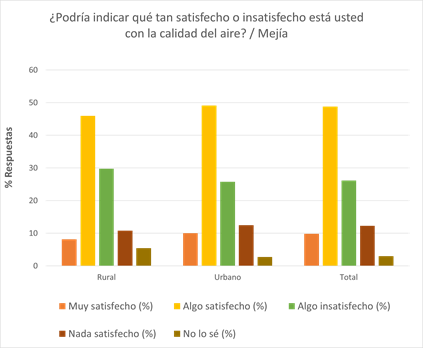 ¿Podría indicar qué tan satisfecho o insatisfecho está usted
con la calidad del aire? / Mejía
% Respuestas
60
50
40
30
20
10
0
Rural
Urbano
Total
Muy satisfecho (%)
Algo satisfecho (%)
Algo insatisfecho (%)
Nada satisfecho (%)
No lo sé (%)